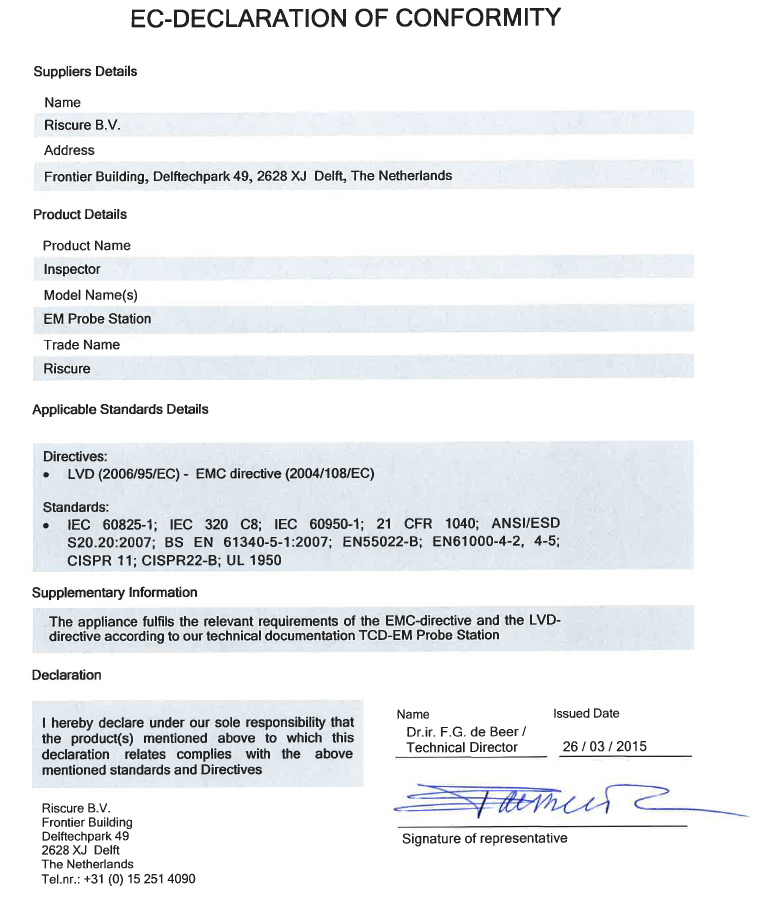 EC-DECLARATION OF CONFORMITY
Suppliers Details
Name
Riscure B.V.
Address
Frontier Building, Delftechpark 49, 2628 XJ Delft, The Netherlands
Product Details
Product Name
Inspector
Model Name(s)
EM Probe Station
Trade Name
Riscure
Applicable Standards Details
Directives:
• LVD (2006/95/EC) - EMC directive (2004/108/EC)
Standards:
• IEC 60825-1; IEC 320 C8; IEC 60950-1; 21 CFR 1040; ANSI/ESD
S20.20:2007; BS EN 61340-5-1:2007; EN55022-B; EN61000-4-2, 4-5;
CISPR 11; CISPR22-B; UL 1950
Supplementary Information
The appliance fulfils the relevant requirements of the EMC-directive and the LVD-
directive according to our technical documentation TCD-EM Probe Station
Declaration
I hereby declare under our sole responsibility that
the product(s) mentioned above to which this
declaration relates complies with the above
mentioned standards and Directives
Name
Dr.ir. F.G. de Beer /
Technical Director
Issued Date
26 / 03 / 2015
Signature of representative
Riscure B.V.
Frontier Building
Delftechpark 49
2628 XJ Delft
The Netherlands
Tel.nr.: +31 (0) 15 251 4090